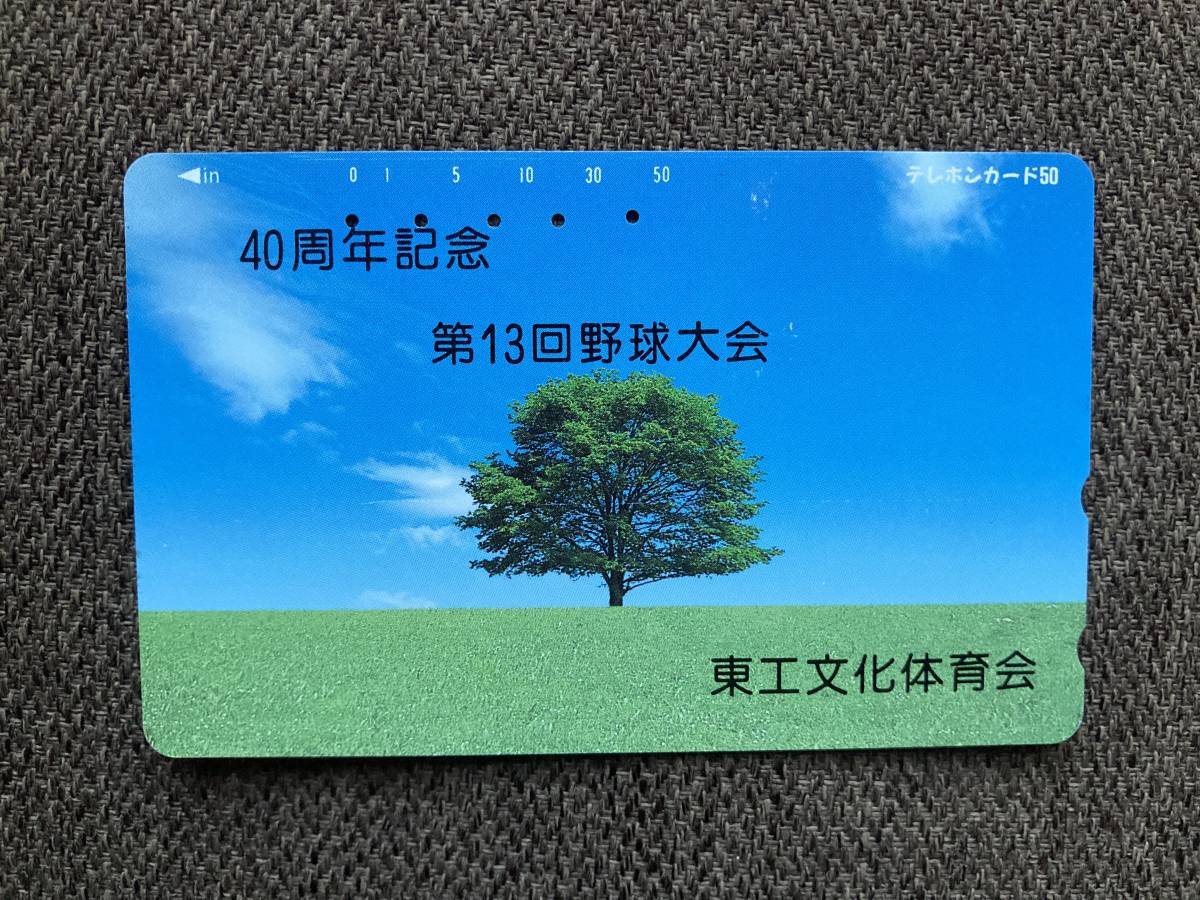 ◀in 0 1 5 10 30 50 テレホンカード50
40周年記念
第13回野球大会
東工文化体育会